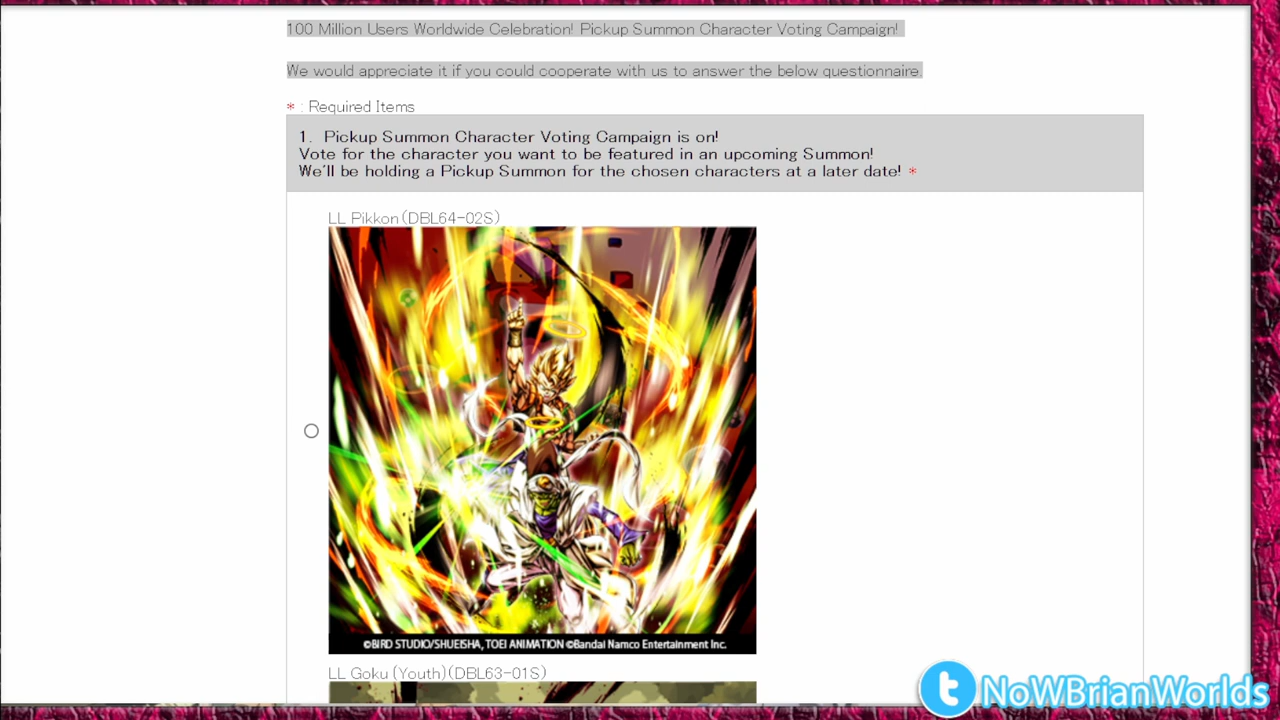 100 Million Users Worldwide Celebration! Pickup Summon Character Voting Campaign!
We would appreciate it if you could cooperate with us to answer the below questionnaire.
* : Required Items
1. Pickup Summon Character Voting Campaign is on!
Vote for the character you want to be featured in an upcoming Summon!
We'll be holding a Pickup Summon for the chosen characters at a later date! *
LL Pikkon(DBL64-02S)
©BIRD STUDIO/SHUEISHA, TOEI ANIMATION ©Bandai Namco Entertainment Inc.
LL Goku (Youth)(DBL63-01S)
t NoWBrianWorlds